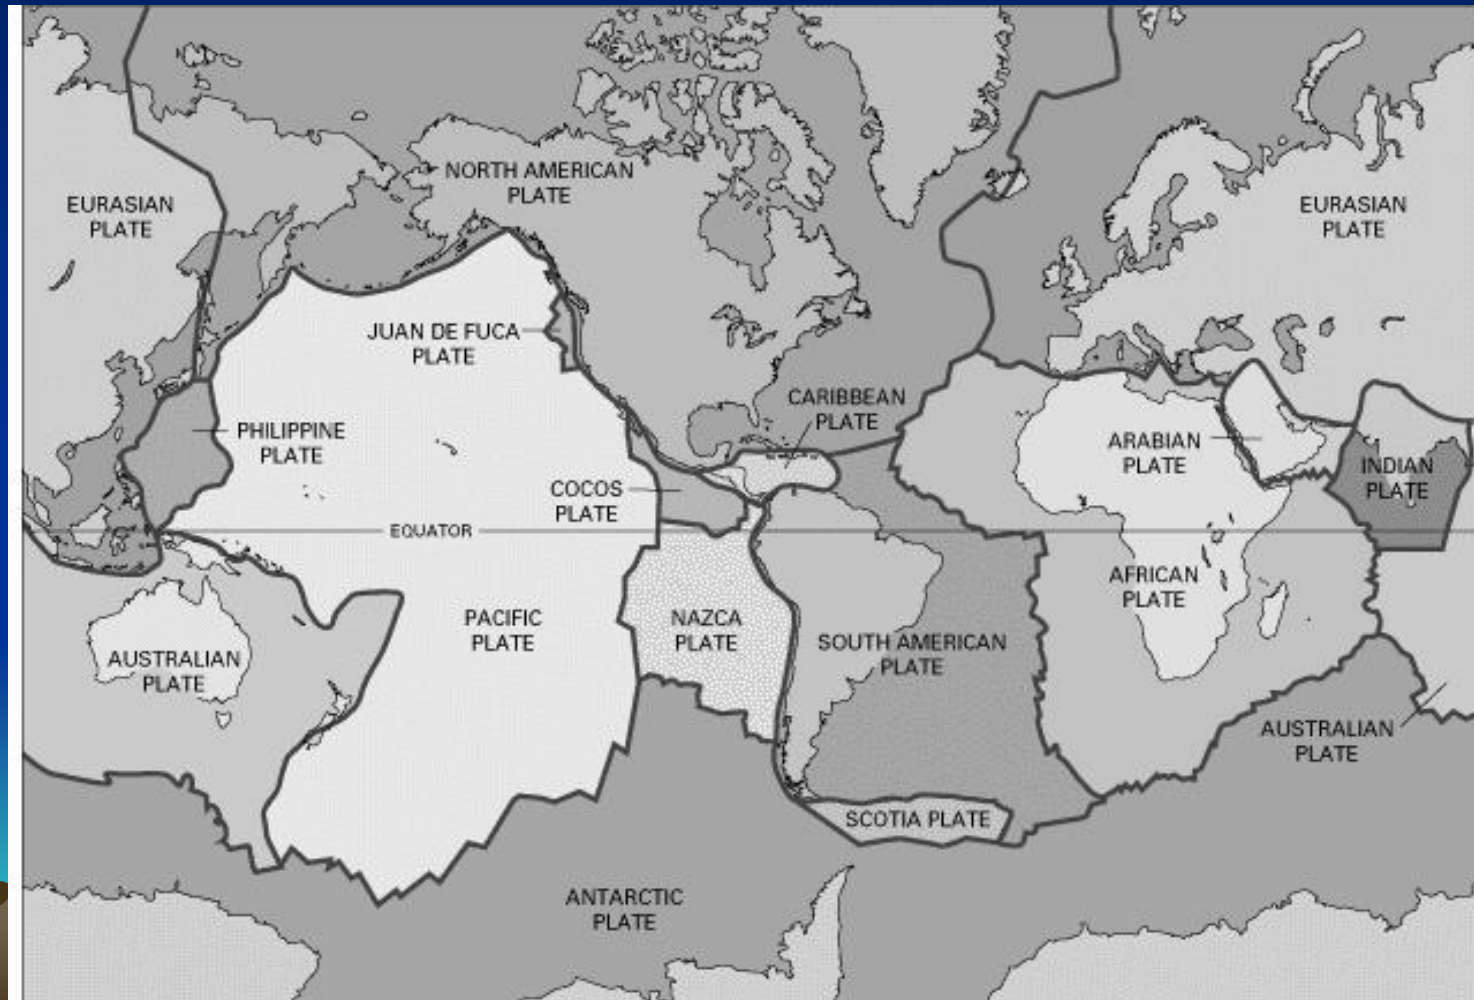 NORTH AMERICAN
PLATE
EURASIAN
PLATE
EURASIAN
PLATE
JUAN DE FUCA
PLATE
CARIBBEAN
PLATE
PHILIPPINE
PLATE
ARABIAN
PLATE
INDIAN
PLATE
COCOS
PLATE
EQUATOR
AFRICAN
PLATE
PACIFIC
PLATE
NAZCA
PLATE
SOUTH AMERICAN
PLATE
AUSTRALIAN
PLATE
AUSTRALIAN
PLATE
SCOTIA PLATE
ANTARCTIC
PLATE